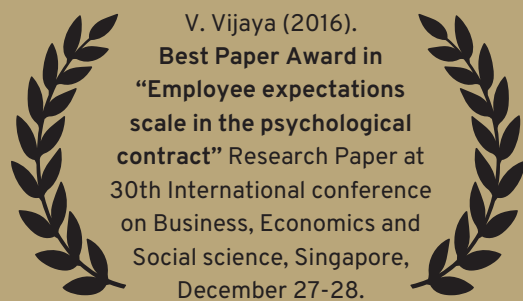 V. Vijaya (2016).
Best Paper Award in
“Employee expectations
scale in the psychological
contract” Research Paper at
30th International conference
on Business, Economics and
Social science, Singapore,
December 27-28.